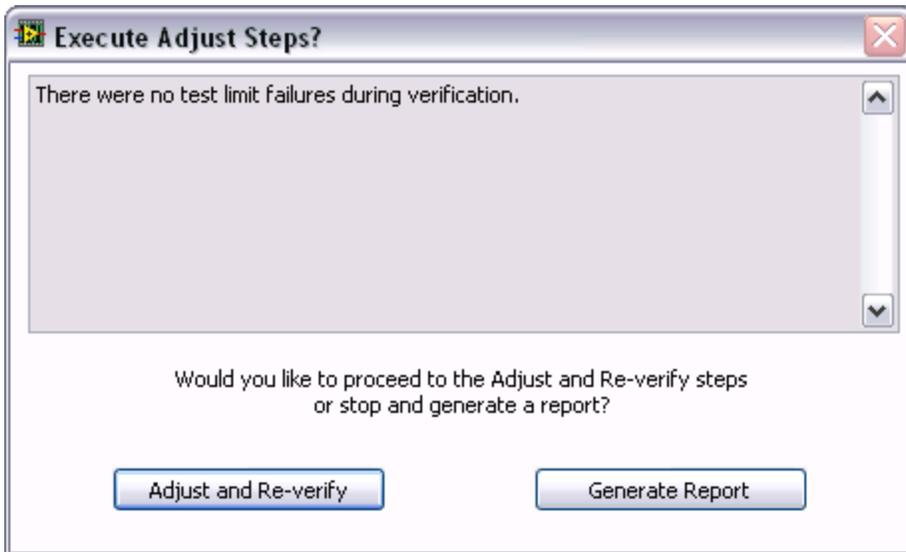 Execute Adjust Steps?
There were no test limit failures during verification.
Would you like to proceed to the Adjust and Re-verify steps
or stop and generate a report?
Adjust and Re-verify
Generate Report